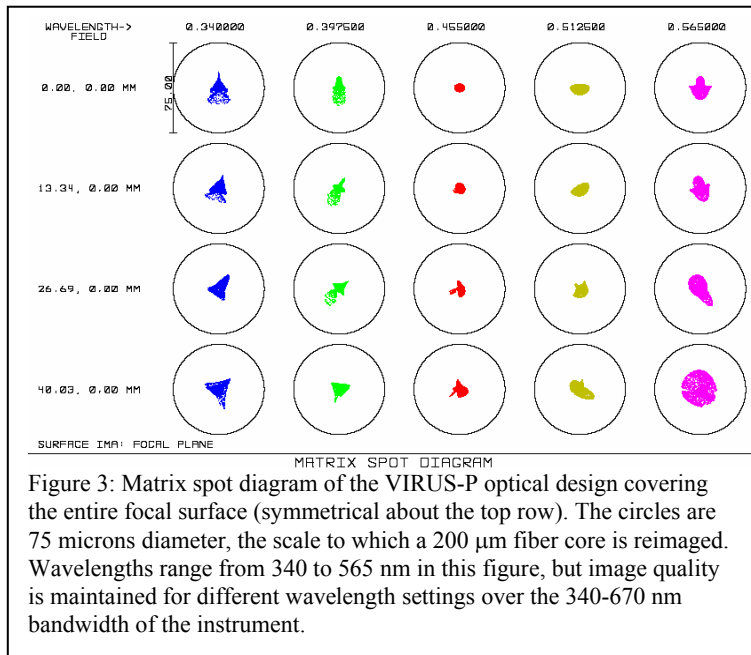 WAVELENGTH-> 0.340000 0.397500 0.455000 0.512500 0.565000
FIELD
0.00, 0.00 MM
75.00
13.34, 0.00 MM
26.69, 0.00 MM
40.03, 0.00 MM
SURFACE IMA: FOCAL PLANE
MATRIX SPOT DIAGRAM
Figure 3: Matrix spot diagram of the VIRUS-P optical design covering
the entire focal surface (symmetrical about the top row). The circles are
75 microns diameter, the scale to which a 200 μm fiber core is reimaged.
Wavelengths range from 340 to 565 nm in this figure, but image quality
is maintained for different wavelength settings over the 340-670 nm
bandwidth of the instrument.